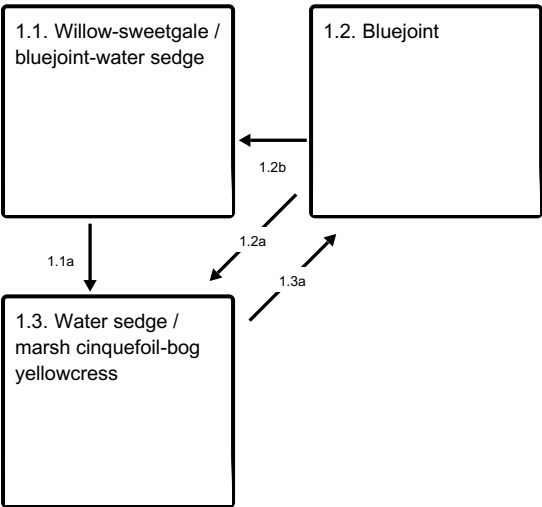 1.1. Willow-sweetgale /
bluejoint-water sedge
1.2. Bluejoint
1.2b
1.2a
1.1a
1.3a
1.3. Water sedge /
marsh cinquefoil-bog
yellowcress